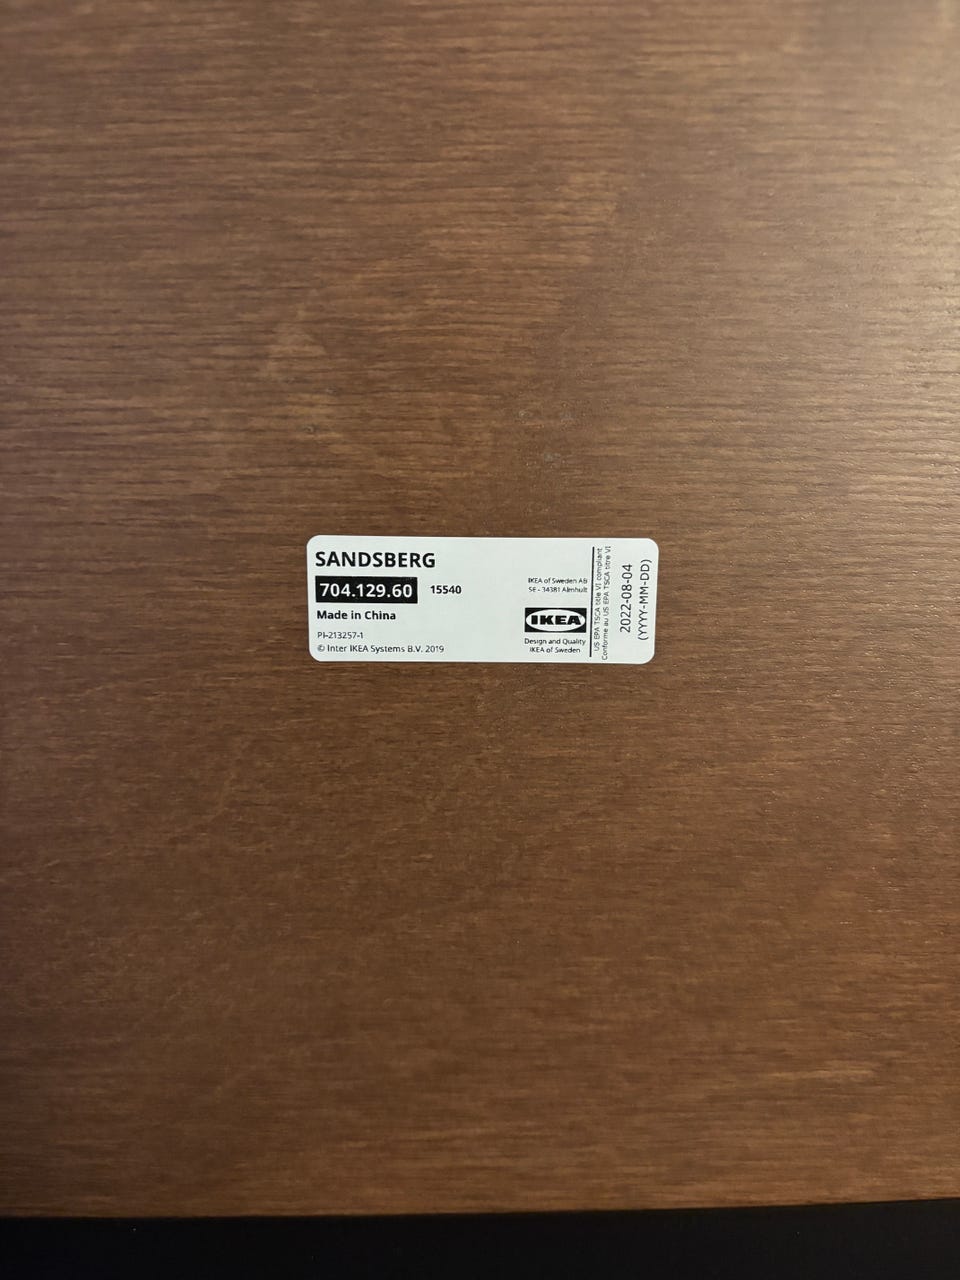 SANDSBERG
704.129.60 15540
Made in China
PI-213257-1
© Inter IKEA Systems B.V. 2019
IKEA of Sweden AB
SE - 34381 Älmhult
IKEA
Design and Quality
IKEA of Sweden
US EPA TSCA title VI compliant
Conforme au US EPA TSCA titre VI
2022-08-04
(YYYY-MM-DD)